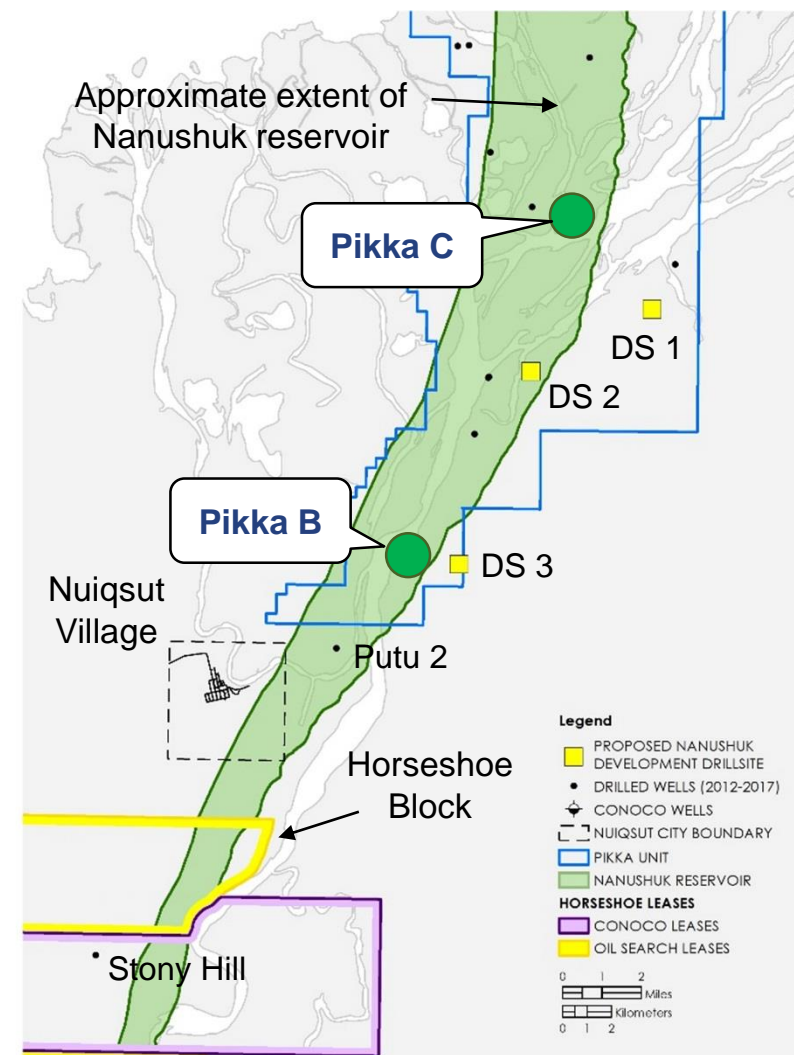 Approximate extent of
Nanushuk reservoir
Pikka C
DS 1
DS 2
Pikka B
DS 3
Nuiqsut
Village
Putu 2
Horseshoe
Block
Stony Hill
Legend
PROPOSED NANUSHUK
DEVELOPMENT DRILLSITE
DRILLED WELLS (2012-2017)
CONOCO WELLS
NUIQSUT CITY BOUNDARY
PIKKA UNIT
NANUSHUK RESERVOIR
HORSESHOE LEASES
CONOCO LEASES
OIL SEARCH LEASES
0 1 2
Miles
Kilometers
0 1 2